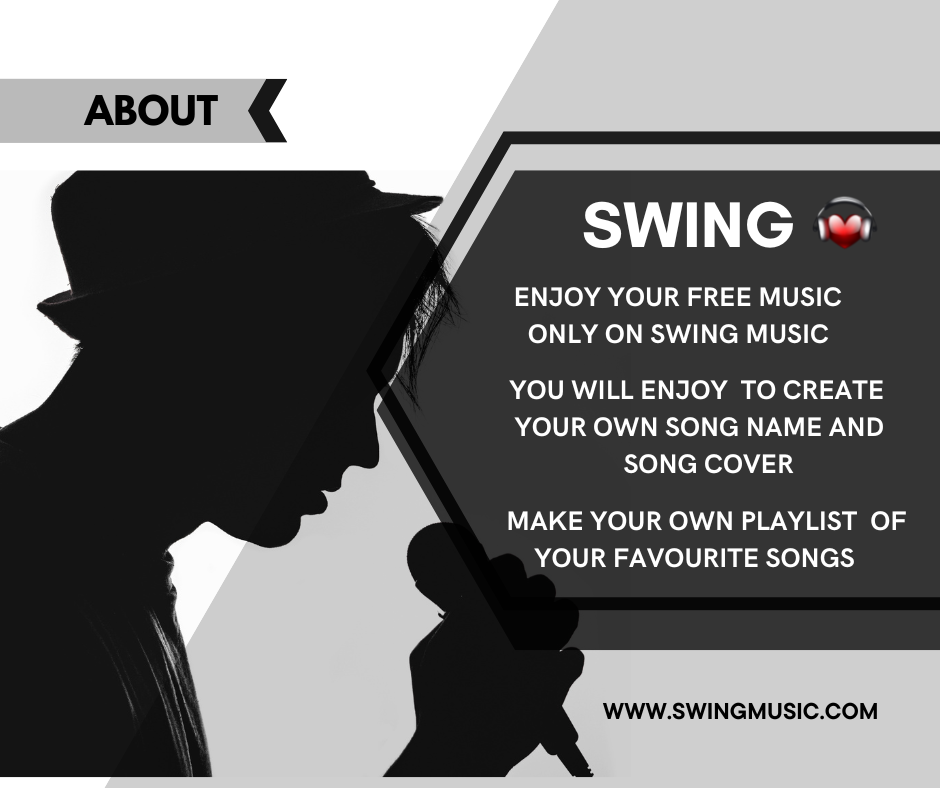 ABOUT
SWING
ENJOY YOUR FREE MUSIC
ONLY ON SWING MUSIC
YOU WILL ENJOY TO CREATE
YOUR OWN SONG NAME AND
SONG COVER
MAKE YOUR OWN PLAYLIST OF
YOUR FAVOURITE SONGS
WWW.SWINGMUSIC.COM